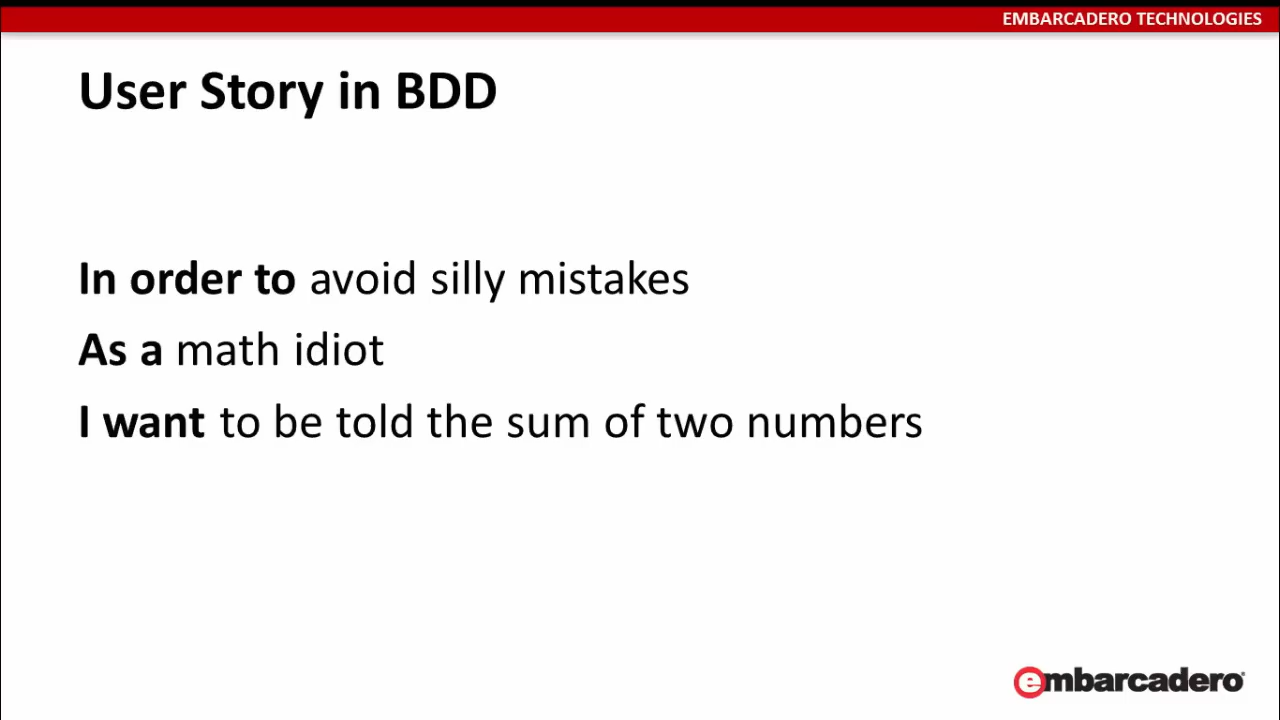 EMBARCADERO TECHNOLOGIES
User Story in BDD
In order to avoid silly mistakes
As a math idiot
I want to be told the sum of two numbers
embarcadero